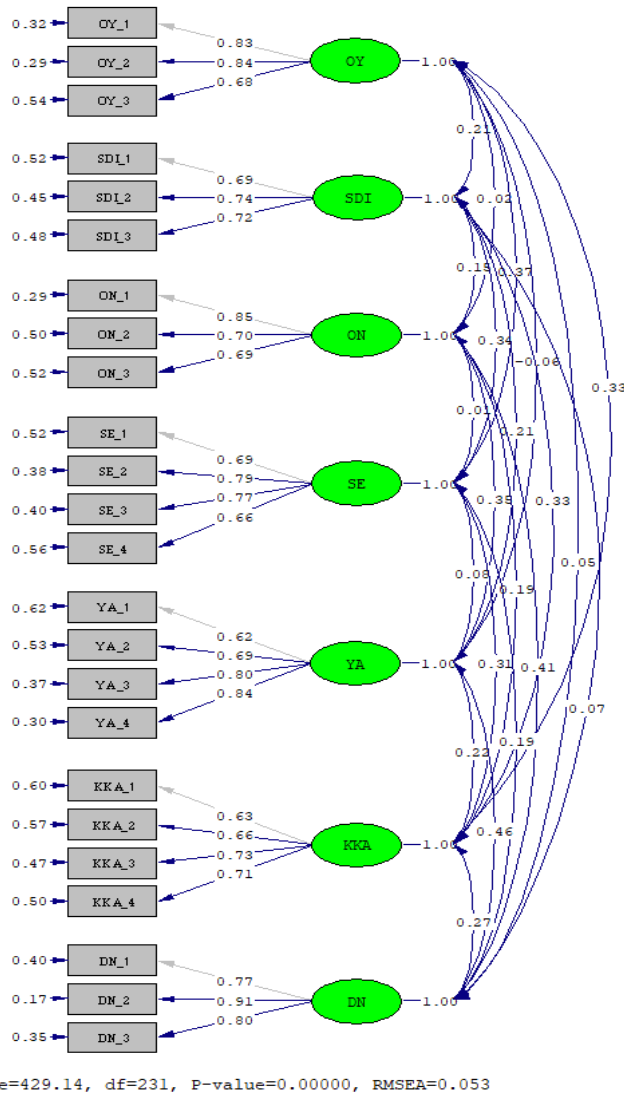 0.32 OY_1
0.83
0.29 OY_2 0.84 OY 1.00
0.68
0.54 OY_3
0.21
0.52 SDI_1
0.69
0.45 SDI_2 0.74 SDI 1.00 0.02
0.72
0.48 SDI_3
0.15 0.37
0.29 ON_1
0.85
0.50 ON_2 0.70 ON 1.00 0.34
0.69
-0.06
0.52 ON_3
0.33
0.01
0.52 SE_1 0.21
0.69
0.38 SE_2 0.79
SE 1.00
0.77
0.40 SE_3 0.35 0.33
0.66
0.56 SE_4
0.05
0.08 0.19
0.62 YA_1
0.62
0.53 YA_2 0.69
YA 1.00 0.31 0.41
0.80
0.37 YA_3
0.84
0.30 YA_4 0.07
0.22 0.19
0.60 KKA_1
0.63
0.57 KKA_2 0.66 0.46
KKA 1.00
0.73
0.47 KKA_3
0.71
0.50 KKA_4
0.27
0.40 DN_1
0.77
0.17 DN_2 0.91 DN 1.00
0.80
0.35 DN_3
e=429.14, df=231, P-value=0.00000, RMSEA=0.053